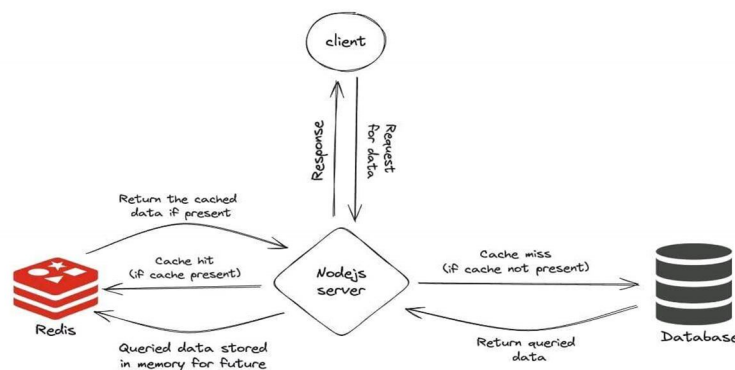 client
Response
Request
for data
Return the cached
data if present
Cache hit
(if cache present)
Nodejs
server
Cache miss
(if cache not present)
Redis
Queried data stored
in memory for future
Return queried
data
Database